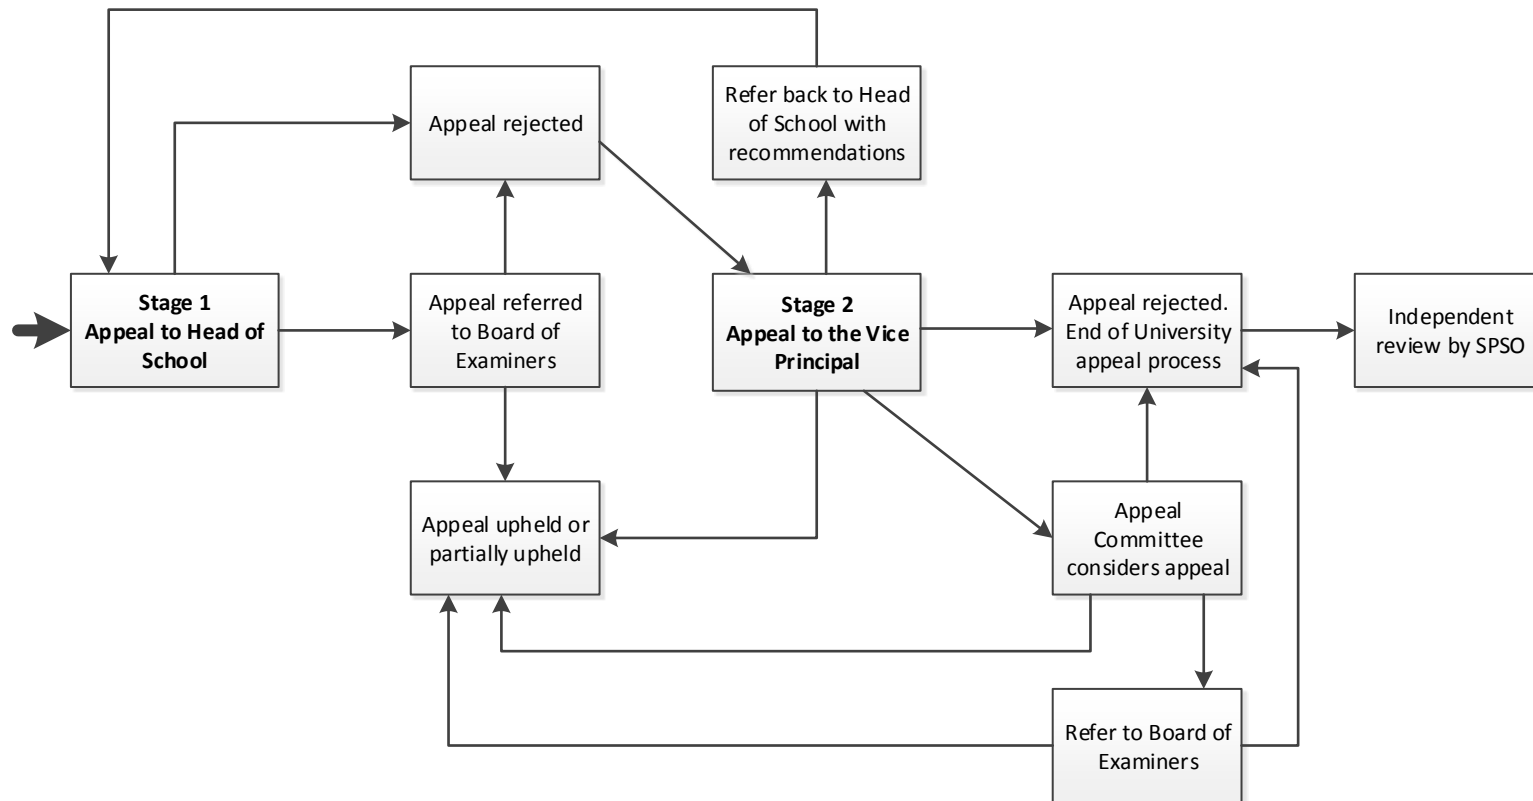 Appeal rejected
Refer back to Head
of School with
recommendations
Stage 1
Appeal to Head of
School
Appeal referred
to Board of
Examiners
Stage 2
Appeal to the Vice
Principal
Appeal rejected.
End of University
appeal process
Independent
review by SPSO
Appeal upheld or
partially upheld
Appeal
Committee
considers appeal
Refer to Board of
Examiners